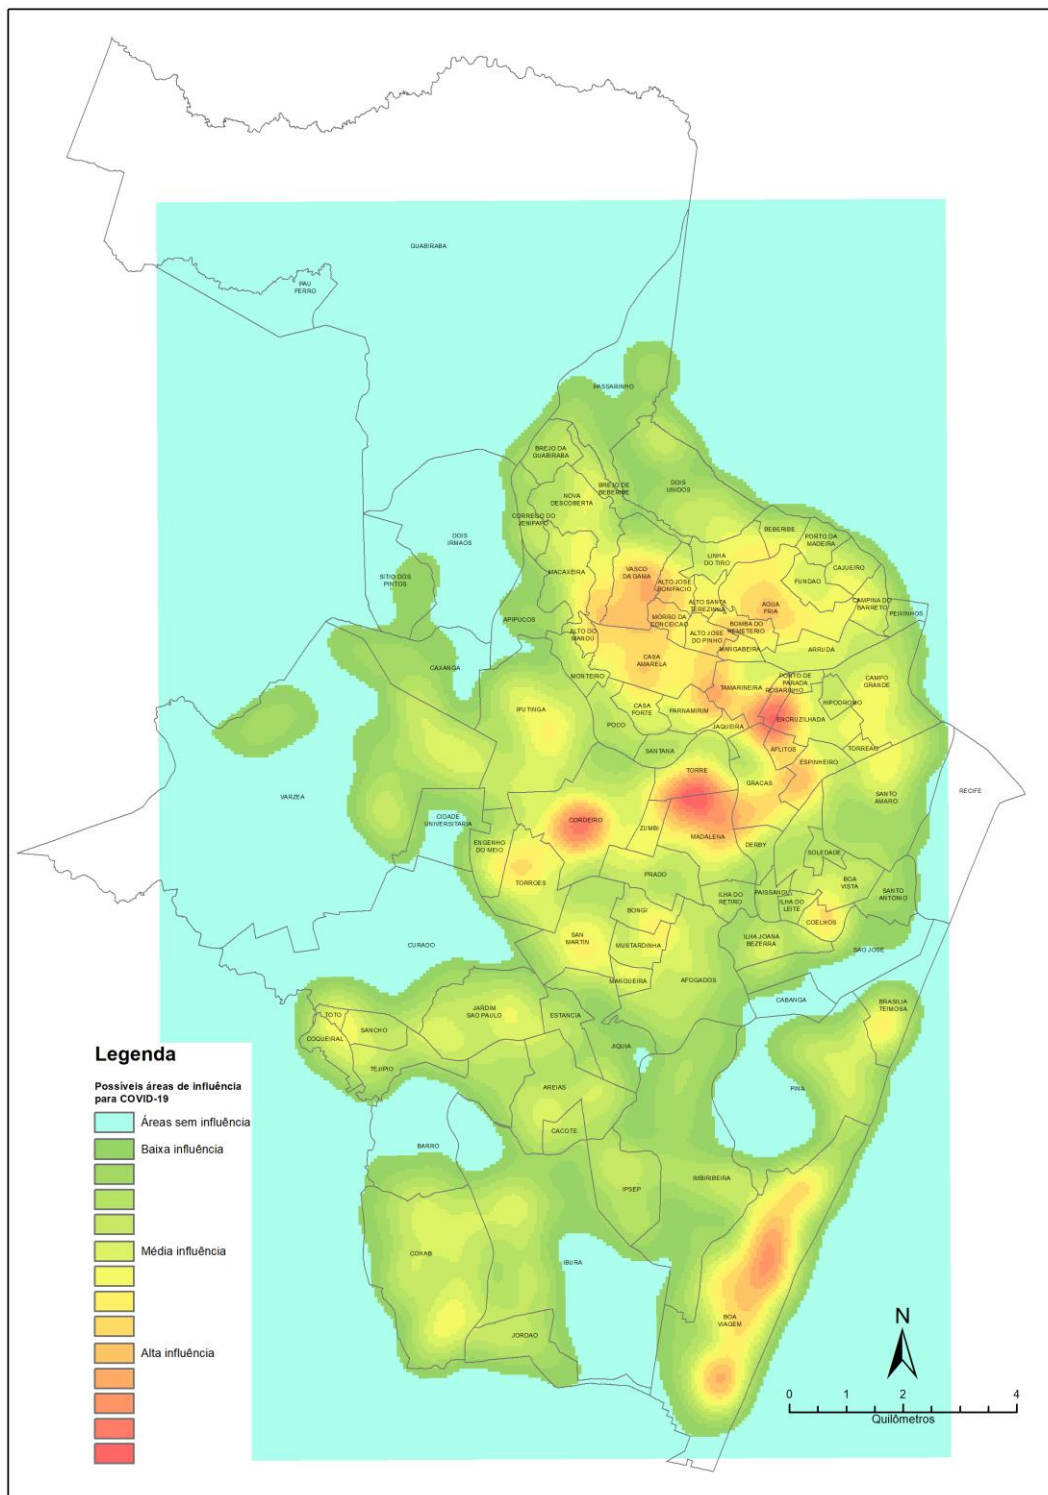 GUABIRABA
PAU
FERRO
PASSARINHO
BREJO DA
GUABIRABA
BREJO DE
BEBERIBE
DOIS
UNIDOS
NOVA
DESCOBERTA
CORREGO DO
JENIPAPO
DOIS
IRMAOS
SITIO DOS
PINTOS
MACAXEIRA
VASCO
DA GAMA
ALTO JOSE
BONIFACIO
LINHA
DO TIRO
BEBERIBE
PORTO DA
MADEIRA
CAJUEIRO
FUNDAO
CAMPINA DO
BARRETO
PEIXINHOS
AGUA
FRIA
ALTO SANTA
TEREZINHA
APIPUCOS
ALTO DO
MANDU
MORRO DA
CONCEICAO
ALTO JOSE
DO PINHO
BOMBA DO
HEMETERIO
MANGABEIRA
ARRUDA
CASA
AMARELA
CAXANGA
MONTEIRO
TAMARINEIRA
PORTO DE
PARADA
ROSARINHO
CAMPO
GRANDE
HIPODROMO
IPUTINGA
CASA
FORTE
PARNAMIRIM
POCO
JAQUEIRA
ENCRUZILHADA
TORREAO
SANTANA
AFLITOS
ESPINHEIRO
TORRE
GRACAS
VARZEA
SANTO
AMARO
RECIFE
CIDADE
UNIVERSITARIA
CORDEIRO
ZUMBI
MADALENA
DERBY
ENGENHO
DO MEIO
SOLEDADE
TORROES
PRADO
BOA
VISTA
ILHA DO
RETIRO
PAISSANDU
ILHA DO
LEITE
SANTO
ANTONIO
BONGI
COELHOS
CURADO
SAN
MARTIN
MUSTARDINHA
ILHA JOANA
BEZERRA
SAO JOSE
MANGUEIRA
AFOGADOS
CABANGA
BRASILIA
TEIMOSA
TOTO
SANCHO
COQUEIRAL
JARDIM
SAO PAULO
ESTANCIA
TEJIPIO
JIQUIA
AREIAS
PINA
CACOTE
BARRO
IPSEP
IMBIRIBEIRA
COHAB
IBURA
JORDAO
BOA
VIAGEM
Legenda
Possíveis áreas de influência
para COVID-19
Áreas sem influência
Baixa influência
Média influência
Alta influência
N
0 1 2 4
Quilômetros